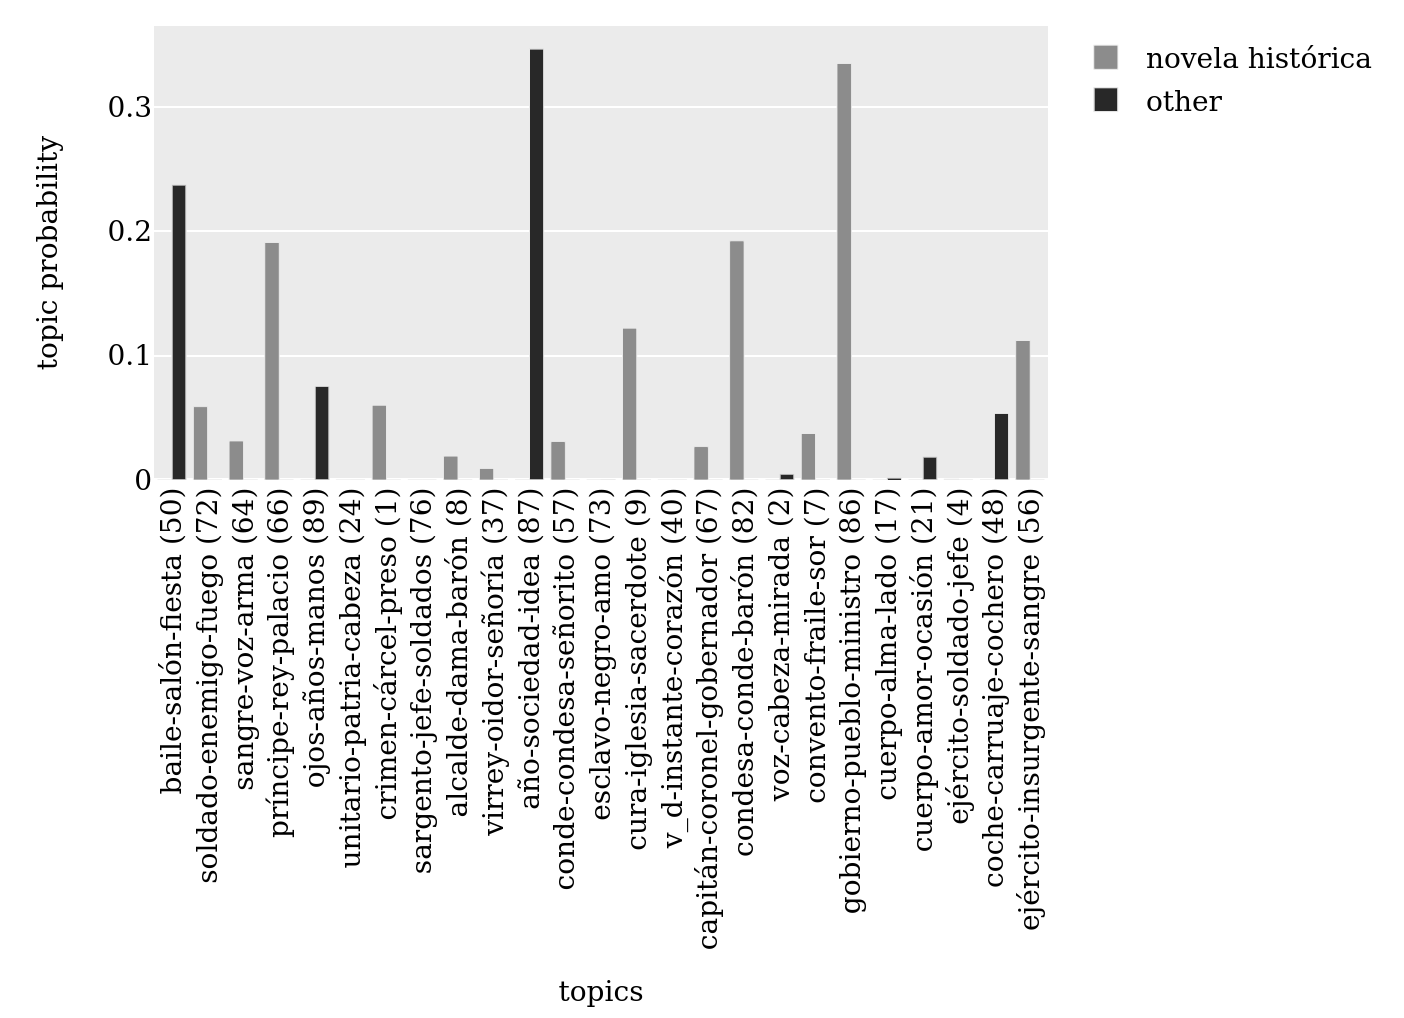 novela histórica
other
topic probability
0.3
0.2
0.1
0
baile-salón-fiesta (50)
soldado-enemigo-fuego (72)
sangre-voz-arma (64)
príncipe-rey-palacio (66)
ojos-años-manos (89)
unitario-patria-cabeza (24)
crimen-cárcel-preso (1)
sargento-jefe-soldados (76)
alcalde-dama-barón (8)
virrey-oidor-señoría (37)
año-sociedad-idea (87)
conde-condesa-señorito (57)
esclavo-negro-amo (73)
cura-iglesia-sacerdote (9)
v_d-instante-corazón (40)
capitán-coronel-gobernador (67)
condesa-conde-barón (82)
voz-cabeza-mirada (2)
convento-fraile-sor (7)
gobierno-pueblo-ministro (86)
cuerpo-alma-lado (17)
cuerpo-amor-ocasión (21)
ejército-soldado-jefe (4)
coche-carruaje-cochero (48)
ejército-insurgente-sangre (56)
topics